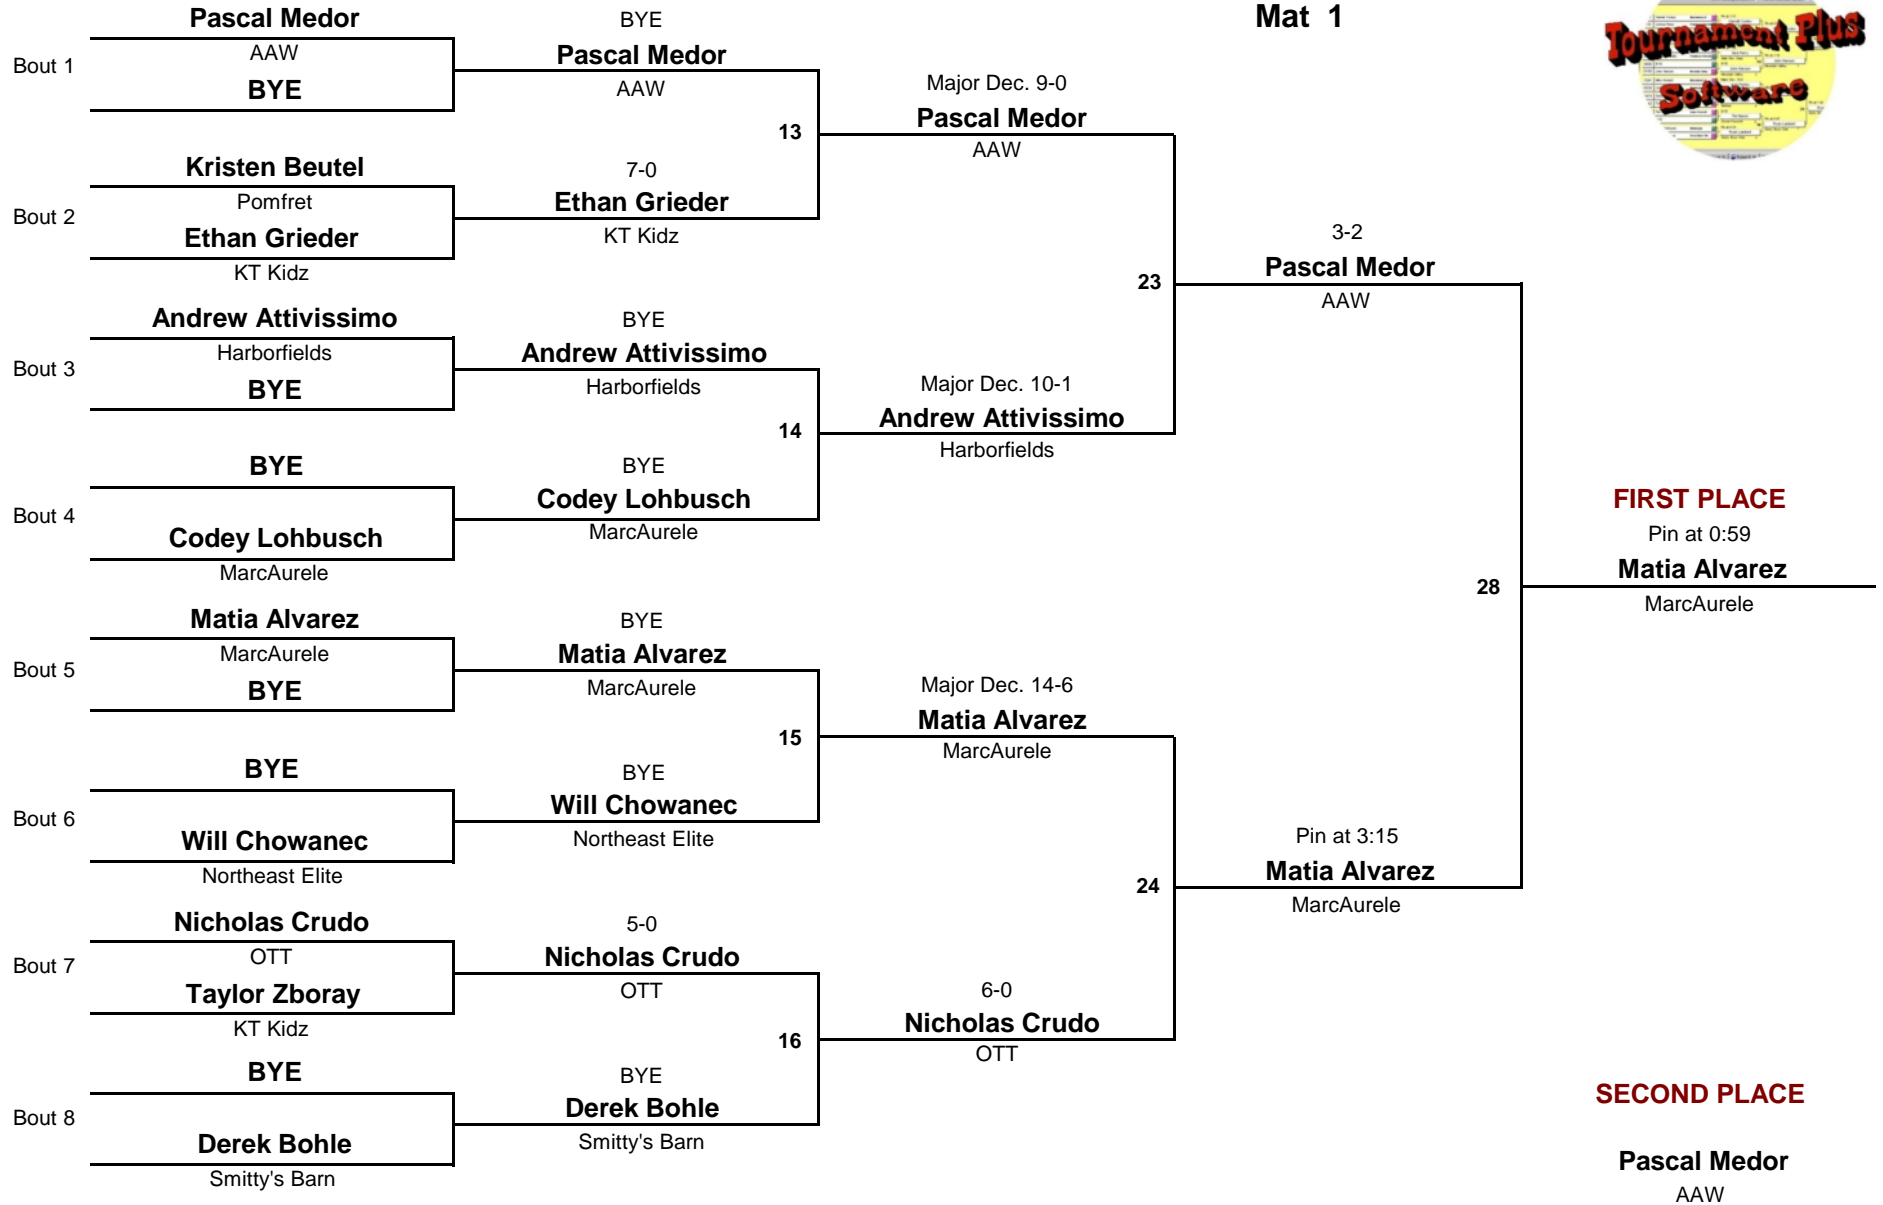 Mat 1
Tournament Plus
Software
Bout 1
Pascal Medor
AAW
BYE
Bout 2
Kristen Beutel
Pomfret
Ethan Grieder
KT Kidz
Bout 3
Andrew Attivissimo
Harborfields
BYE
Bout 4
BYE
Codey Lohbusch
MarcAurele
Bout 5
Matia Alvarez
MarcAurele
BYE
Bout 6
BYE
Will Chowanec
Northeast Elite
Bout 7
Nicholas Crudo
OTT
Taylor Zboray
KT Kidz
Bout 8
BYE
Derek Bohle
Smitty's Barn
BYE
Pascal Medor
AAW
13
7-0
Ethan Grieder
KT Kidz
BYE
Andrew Attivissimo
Harborfields
14
BYE
Codey Lohbusch
MarcAurele
BYE
Matia Alvarez
MarcAurele
15
BYE
Will Chowanec
Northeast Elite
5-0
Nicholas Crudo
OTT
16
BYE
Derek Bohle
Smitty's Barn
Major Dec. 9-0
Pascal Medor
AAW
23
Major Dec. 10-1
Andrew Attivissimo
Harborfields
Major Dec. 14-6
Matia Alvarez
MarcAurele
24
6-0
Nicholas Crudo
OTT
3-2
Pascal Medor
AAW
28
Pin at 3:15
Matia Alvarez
MarcAurele
FIRST PLACE
Pin at 0:59
Matia Alvarez
MarcAurele
SECOND PLACE
Pascal Medor
AAW